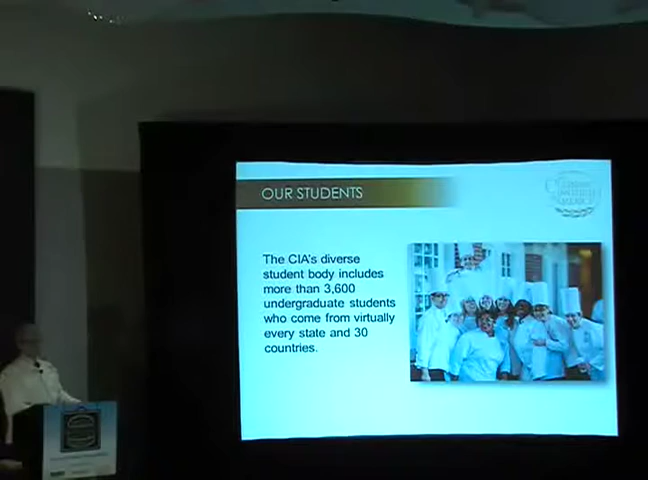 OUR STUDENTS
The CIA's diverse
student body includes
more than 3,600
undergraduate students
who come from virtually
every state and 30
countries.